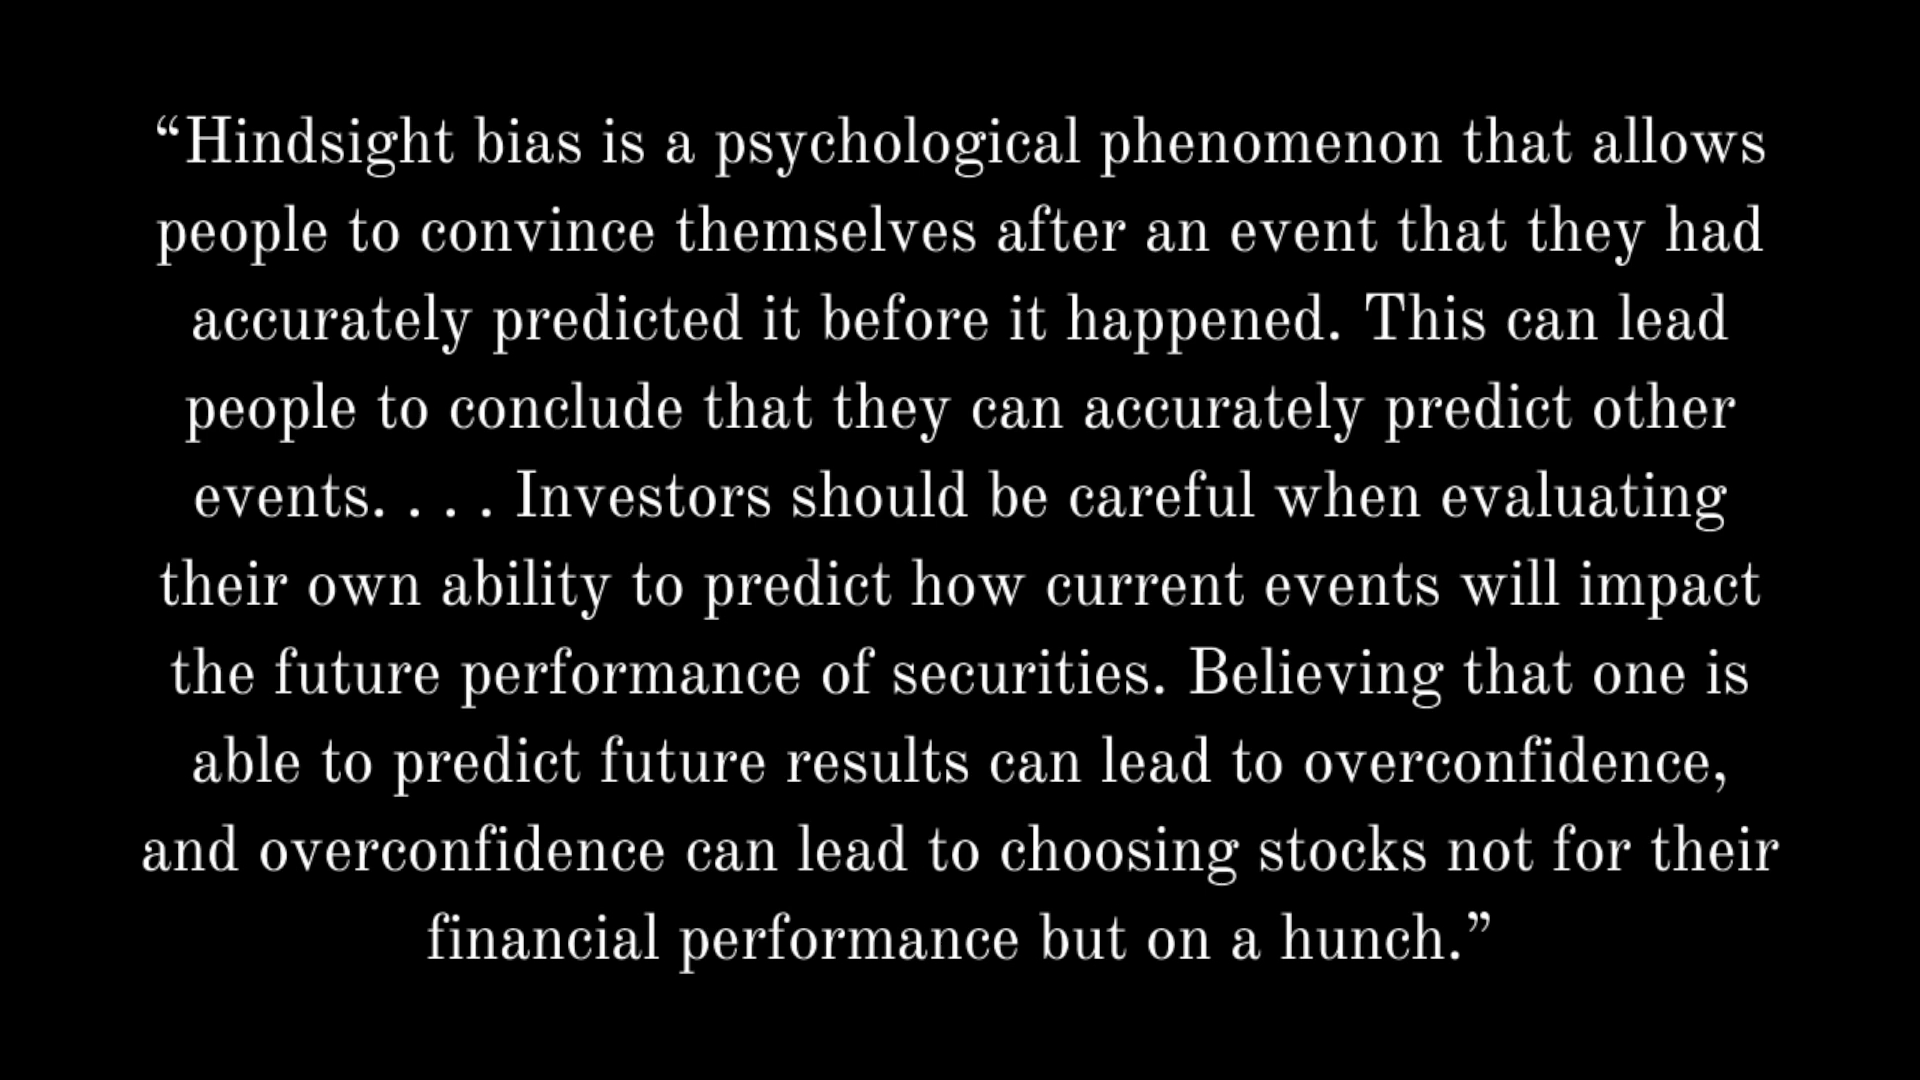 “Hindsight bias is a psychological phenomenon that allows
people to convince themselves after an event that they had
accurately predicted it before it happened. This can lead
people to conclude that they can accurately predict other
events. . . . Investors should be careful when evaluating
their own ability to predict how current events will impact
the future performance of securities. Believing that one is
able to predict future results can lead to overconfidence,
and overconfidence can lead to choosing stocks not for their
financial performance but on a hunch.”